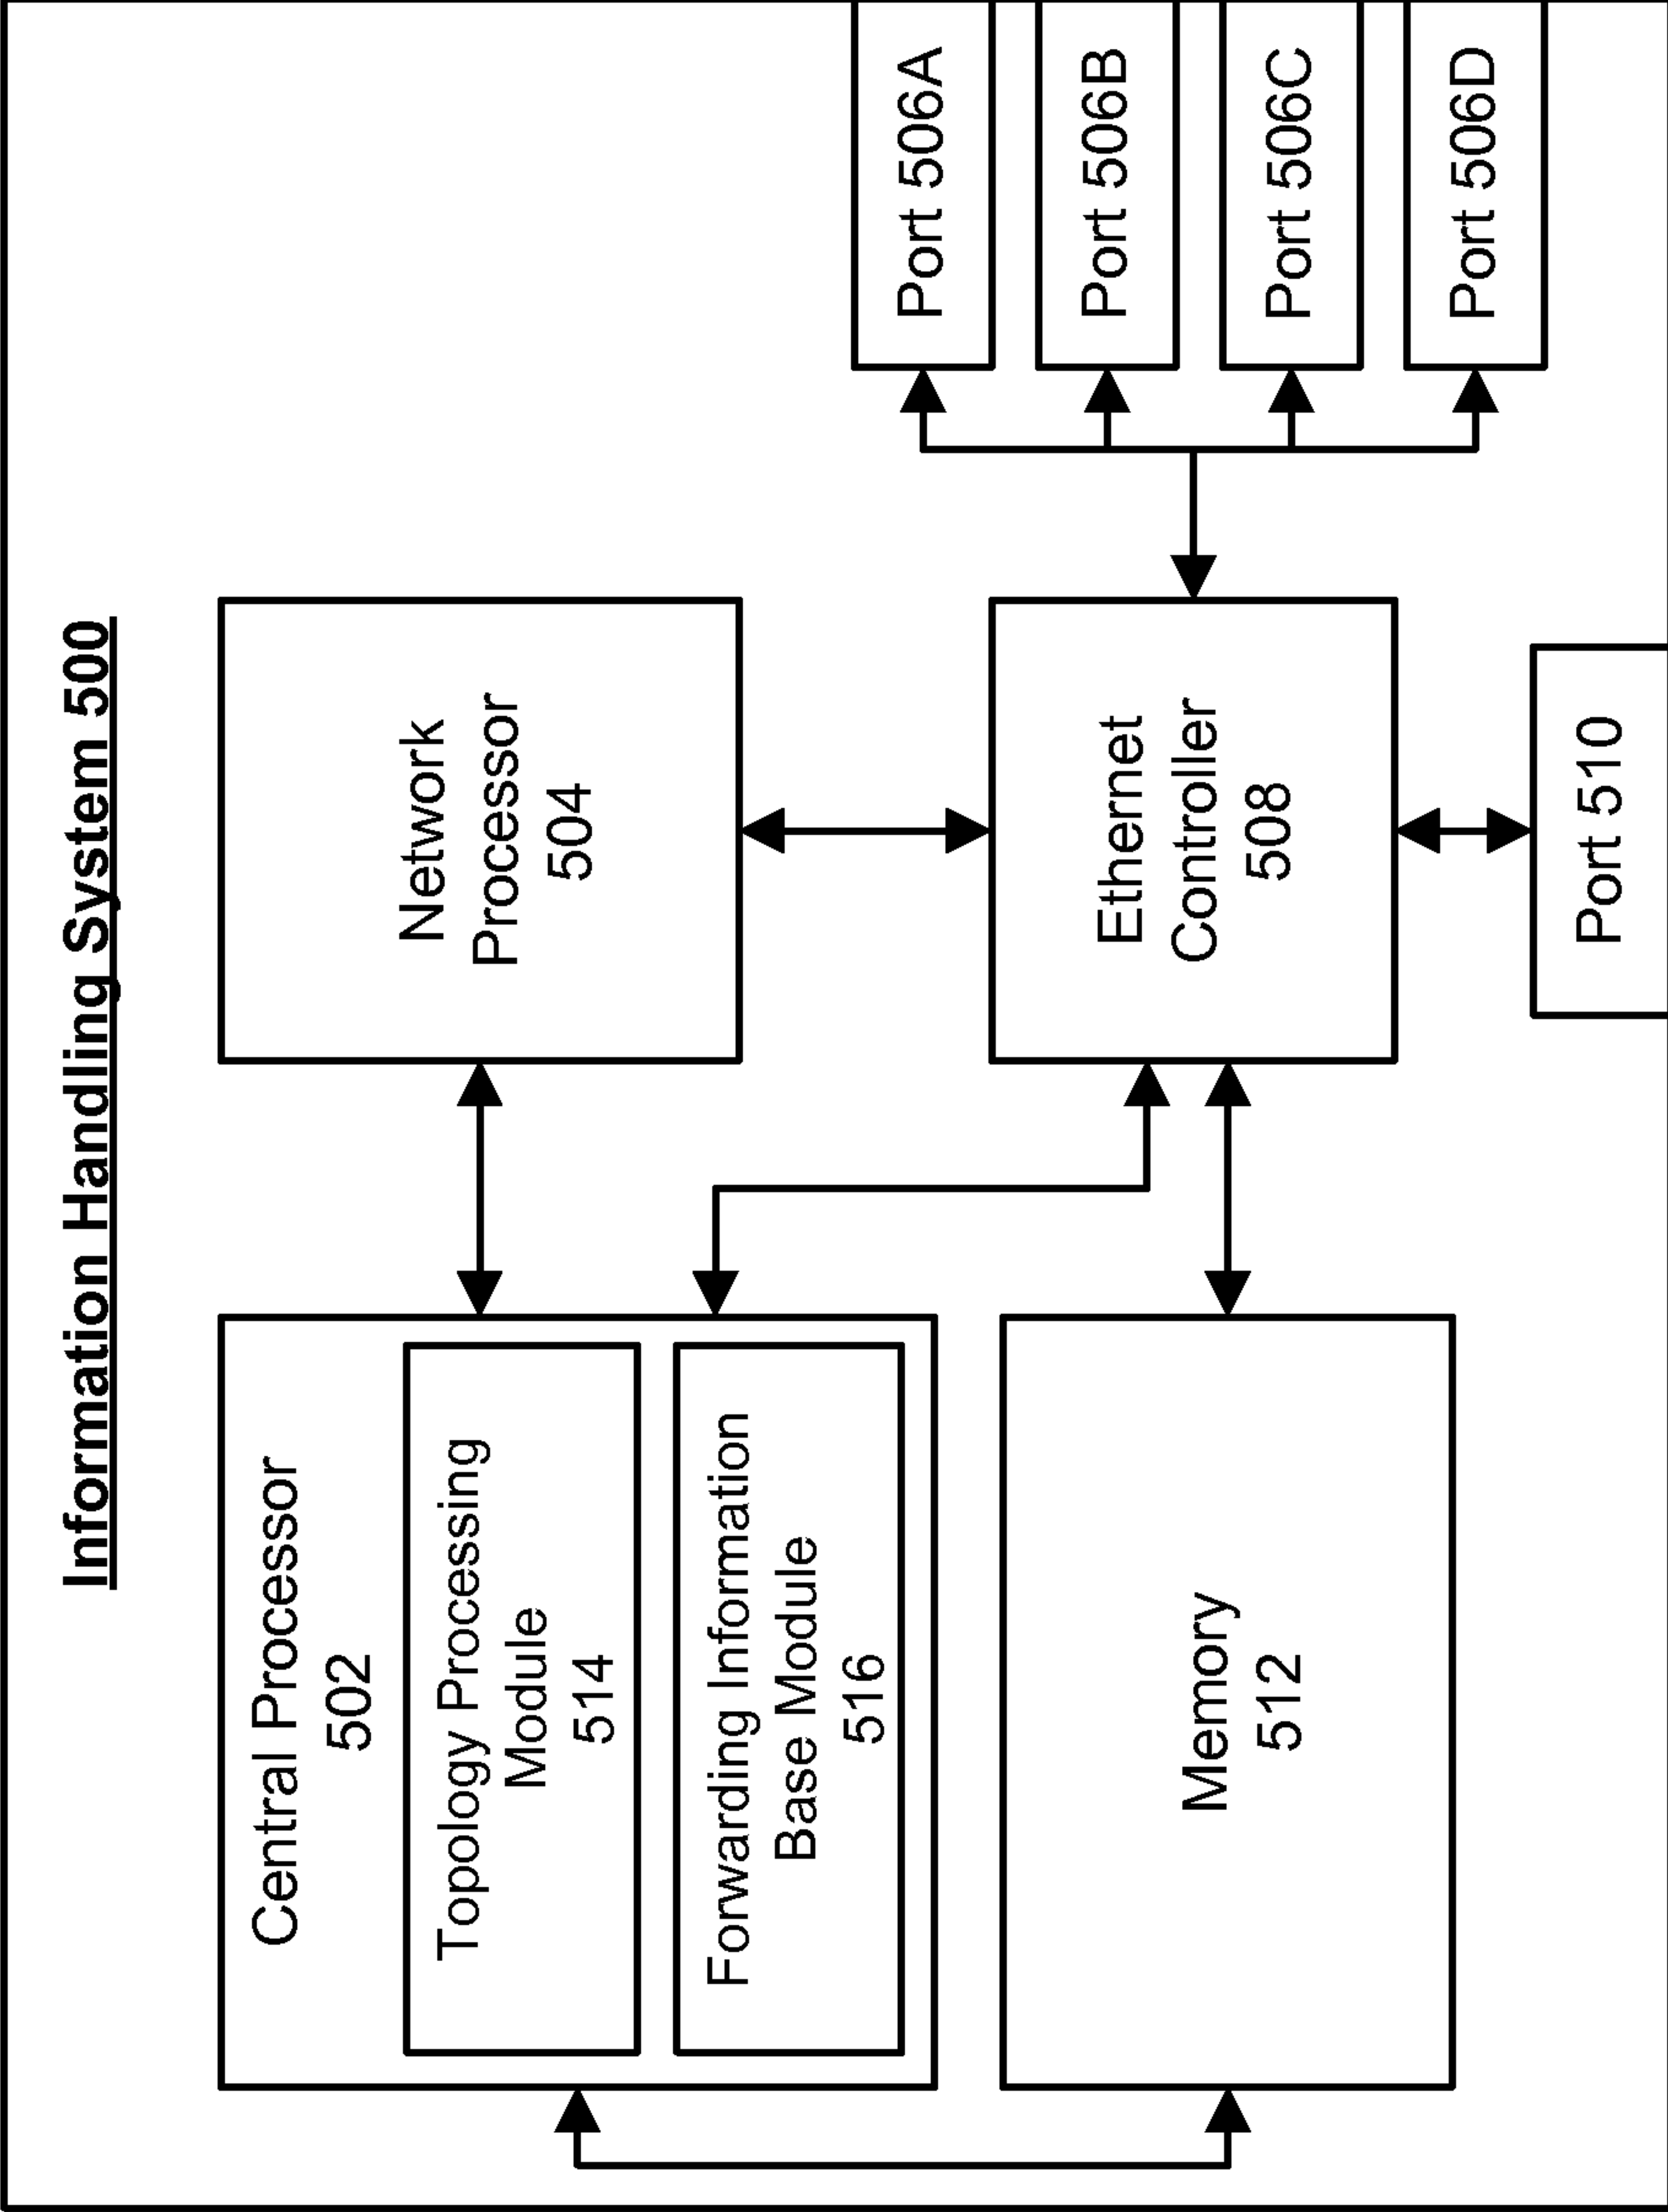 Information Handling System 500
Central Processor
502
Topology Processing
Module
514
Forwarding Information
Base Module
516
Memory
512
Network
Processor
504
Ethernet
Controller
508
Port 510
Port 506A
Port 506B
Port 506C
Port 506D